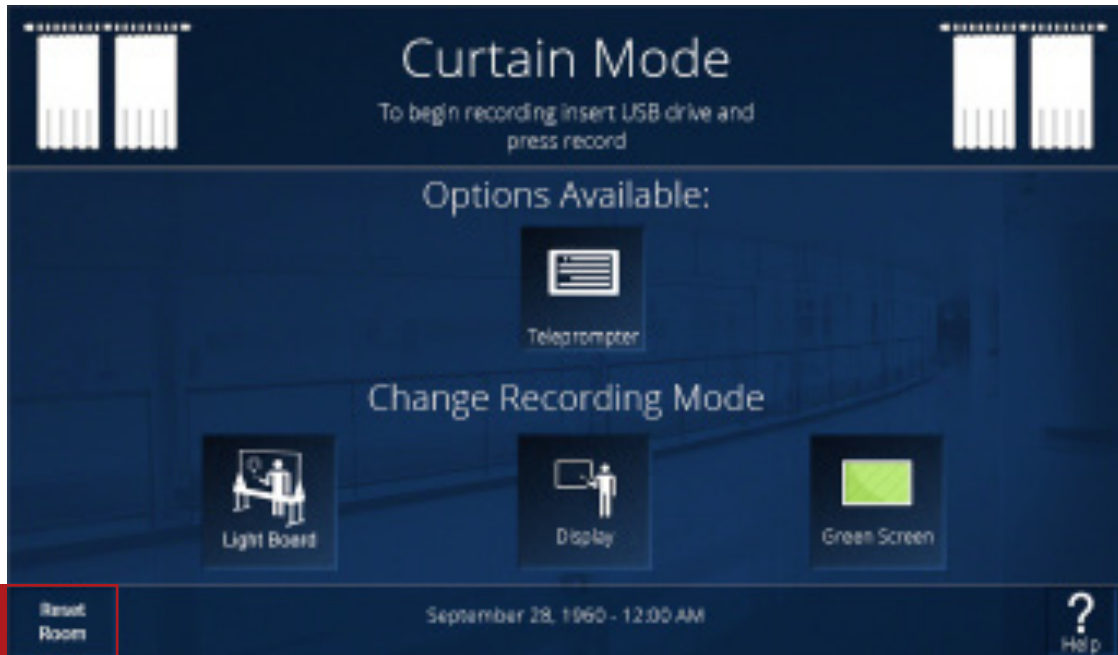 Curtain Mode
To begin recording insert USB drive and
press record
Options Available:
Teleprompter
Change Recording Mode
Light Board
Display
Green Screen
Reset
Room
September 28, 1960 - 12:00 AM
?
Help